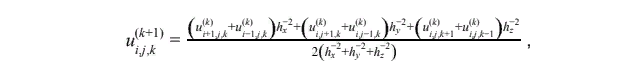 $u_{i,j,k}^{(k+1)} = \frac{\left(u_{i+1,j,k}^{(k)}+u_{i-1,j,k}^{(k)}\right)h_x^{-2}+\left(u_{i,j+1,k}^{(k)}+u_{i,j-1,k}^{(k)}\right)h_y^{-2}+\left(u_{i,j,k+1}^{(k)}+u_{i,j,k-1}^{(k)}\right)h_z^{-2}}{2\left(h_x^{-2}+h_y^{-2}+h_z^{-2}\right)}$ ,